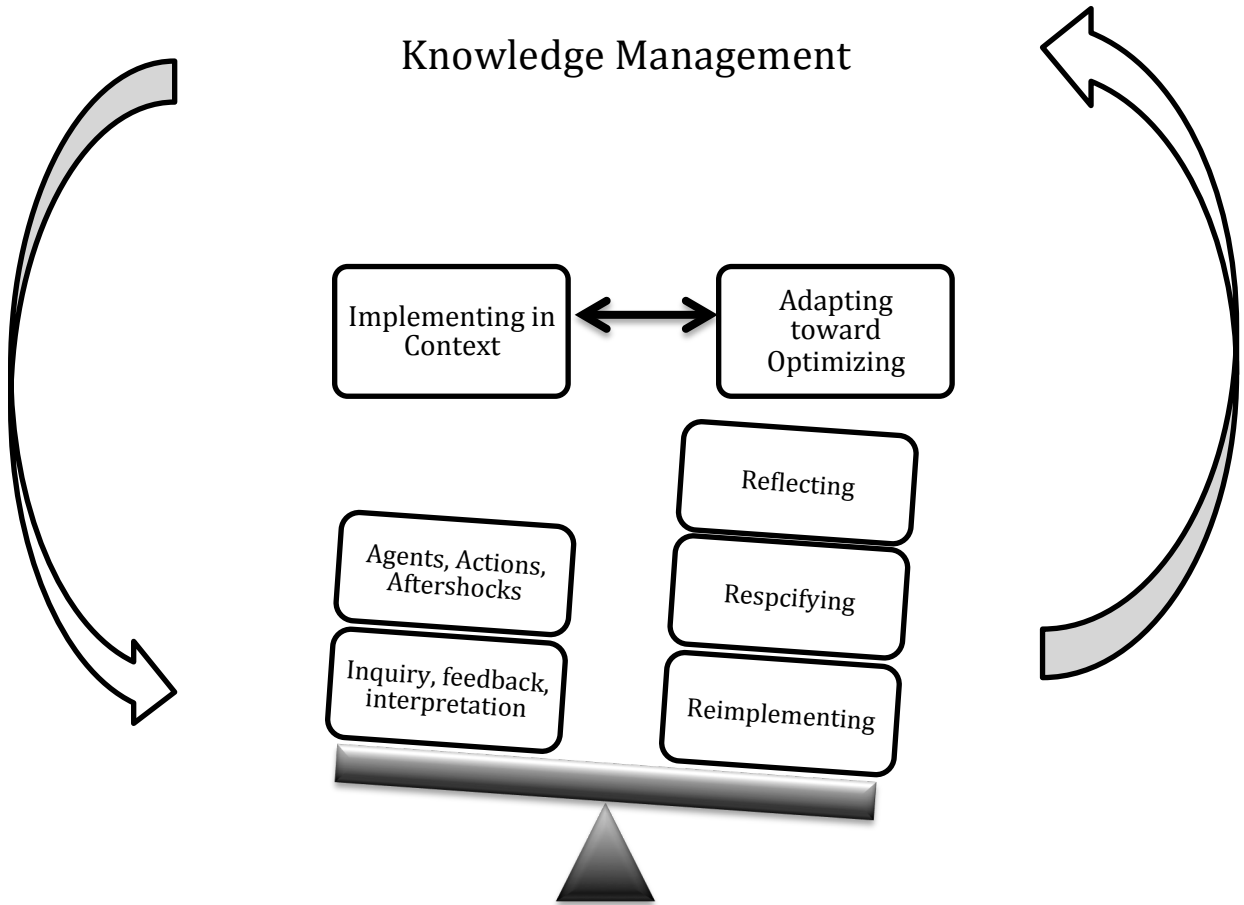 Knowledge Management
Implementing in
Context
Adapting
toward
Optimizing
Reflecting
Agents, Actions,
Aftershocks
Respcifying
Inquiry, feedback,
interpretation
Reimplementing